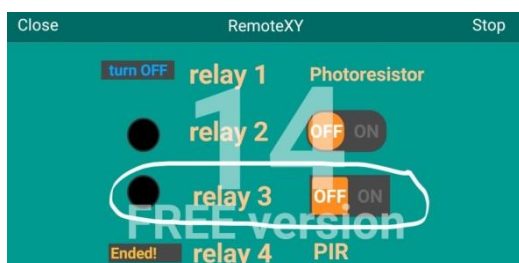 Close RemoteXY Stop
turn OFF relay 1 Photoresistor
14
relay 2 OFF ON
relay 3 OFF ON
FREE version
Ended! relay 4 PIR